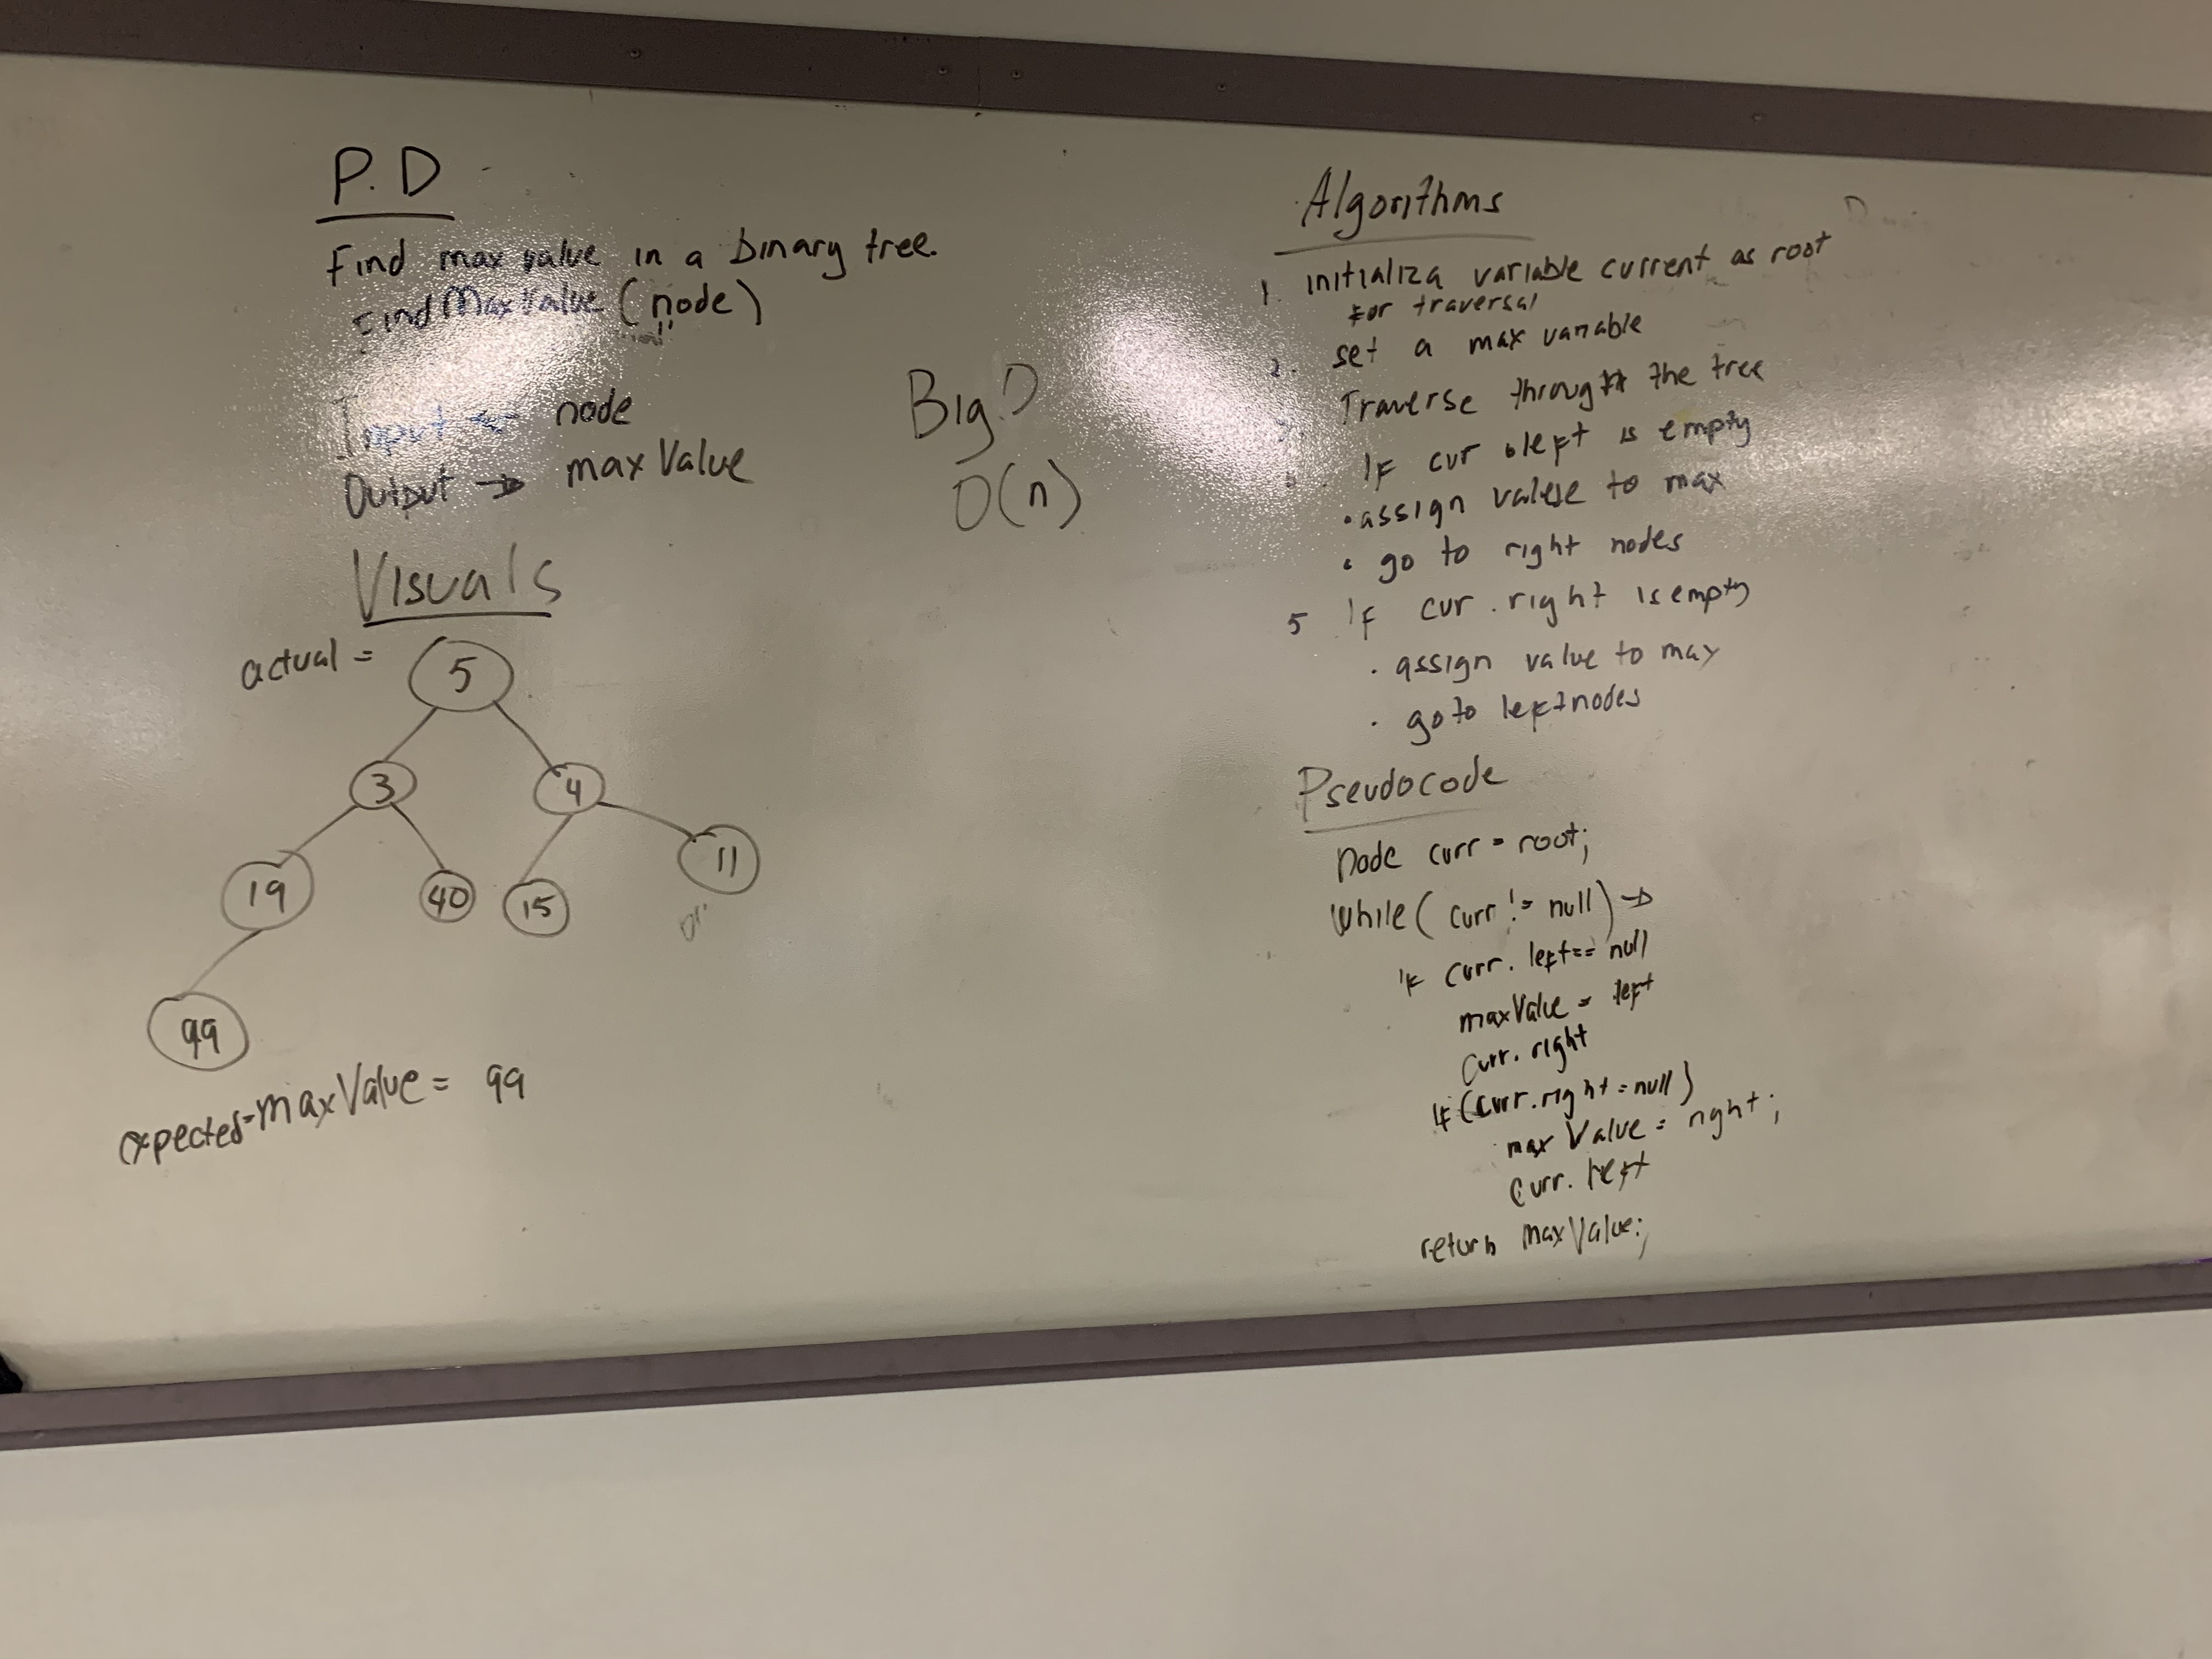 P.D
Find max value in a binary tree.
FindMaxValue (node)
Input ← node
Output → maxValue
Big O
O(n)
Visuals
actual =
5
3
4
19
40
15
11
99
expected = maxValue = 99
Algorithms
1. initializa variable current as root
for traversal
2. set a max variable
3. Traverse through the tree
If cur .left is empty
• assign value to max
• go to right nodes
5 If cur . right is empty
. assign value to max
. go to left nodes
Pseudocode
Node curr = root;
While ( curr != null) →
If curr. left == null
maxValue = left
Curr. right
If (curr.right = null)
max Value = right;
Curr. left
return maxValue;